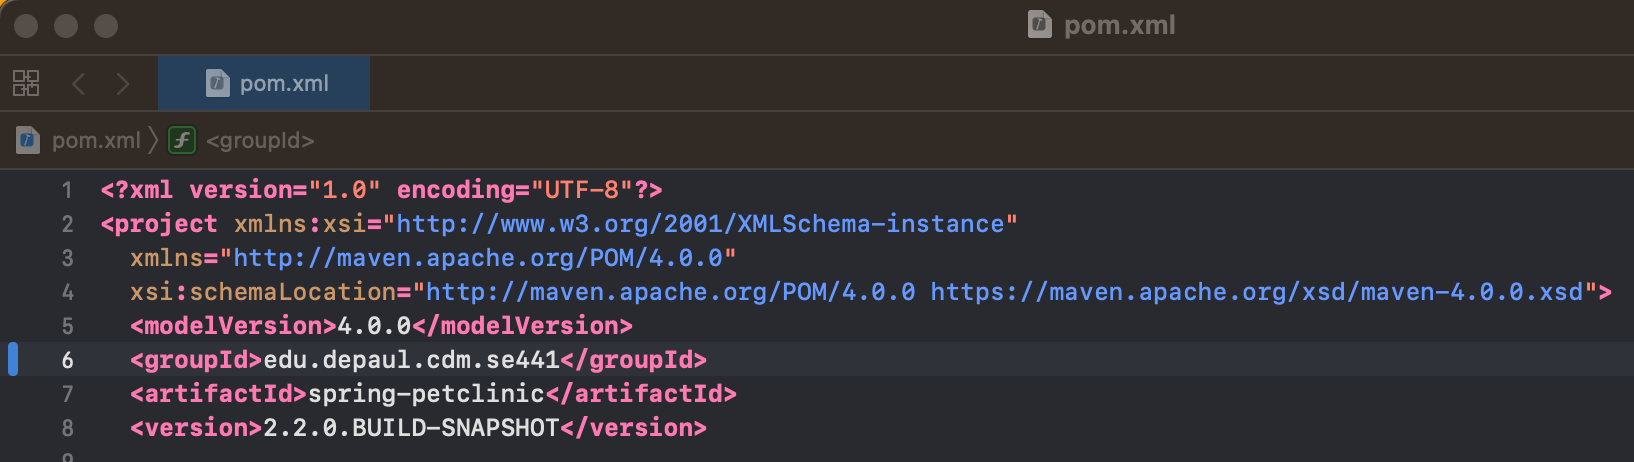 pom.xml
pom.xml
pom.xml 〉 f <groupId>
1 <?xml version="1.0" encoding="UTF-8"?>
2 <project xmlns:xsi="http://www.w3.org/2001/XMLSchema-instance"
3 xmlns="http://maven.apache.org/POM/4.0.0"
4 xsi:schemaLocation="http://maven.apache.org/POM/4.0.0 https://maven.apache.org/xsd/maven-4.0.0.xsd">
5 <modelVersion>4.0.0</modelVersion>
6 <groupId>edu.depaul.cdm.se441</groupId>
7 <artifactId>spring-petclinic</artifactId>
8 <version>2.2.0.BUILD-SNAPSHOT</version>
9